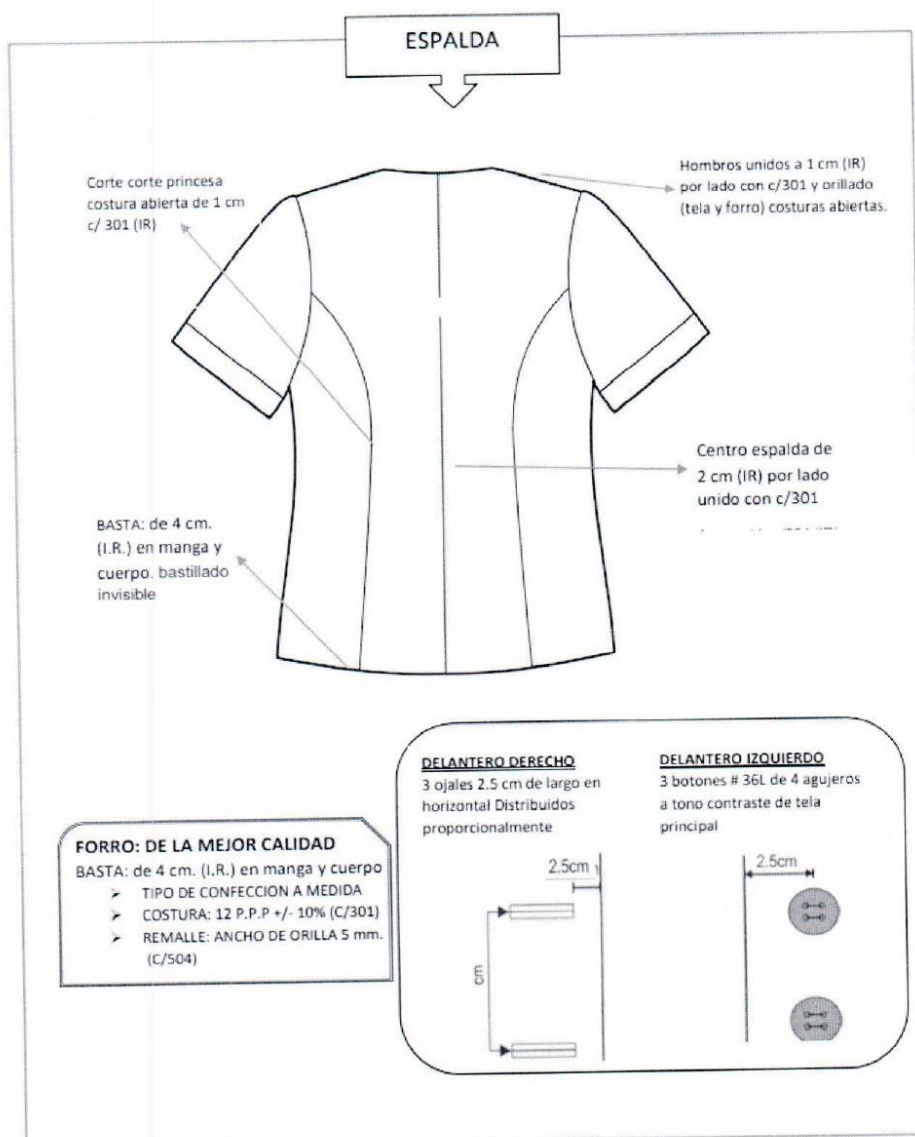 ESPALDA
Corte corte princesa
costura abierta de 1 cm
c/ 301 (IR)
Hombros unidos a 1 cm (IR)
por lado con c/301 y orillado
(tela y forro) costuras abiertas.
Centro espalda de
2 cm (IR) por lado
unido con c/301
BASTA: de 4 cm.
(I.R.) en manga y
cuerpo. bastillado
invisible
FORRO: DE LA MEJOR CALIDAD
BASTA: de 4 cm. (I.R.) en manga y cuerpo
➢ TIPO DE CONFECCION A MEDIDA
➢ COSTURA: 12 P.P.P +/- 10% (C/301)
➢ REMALLE: ANCHO DE ORILLA 5 mm.
(C/504)
DELANTERO DERECHO
3 ojales 2.5 cm de largo en
horizontal Distribuidos
proporcionalmente
2.5cm
cm
DELANTERO IZQUIERDO
3 botones # 36L de 4 agujeros
a tono contraste de tela
principal
2.5cm